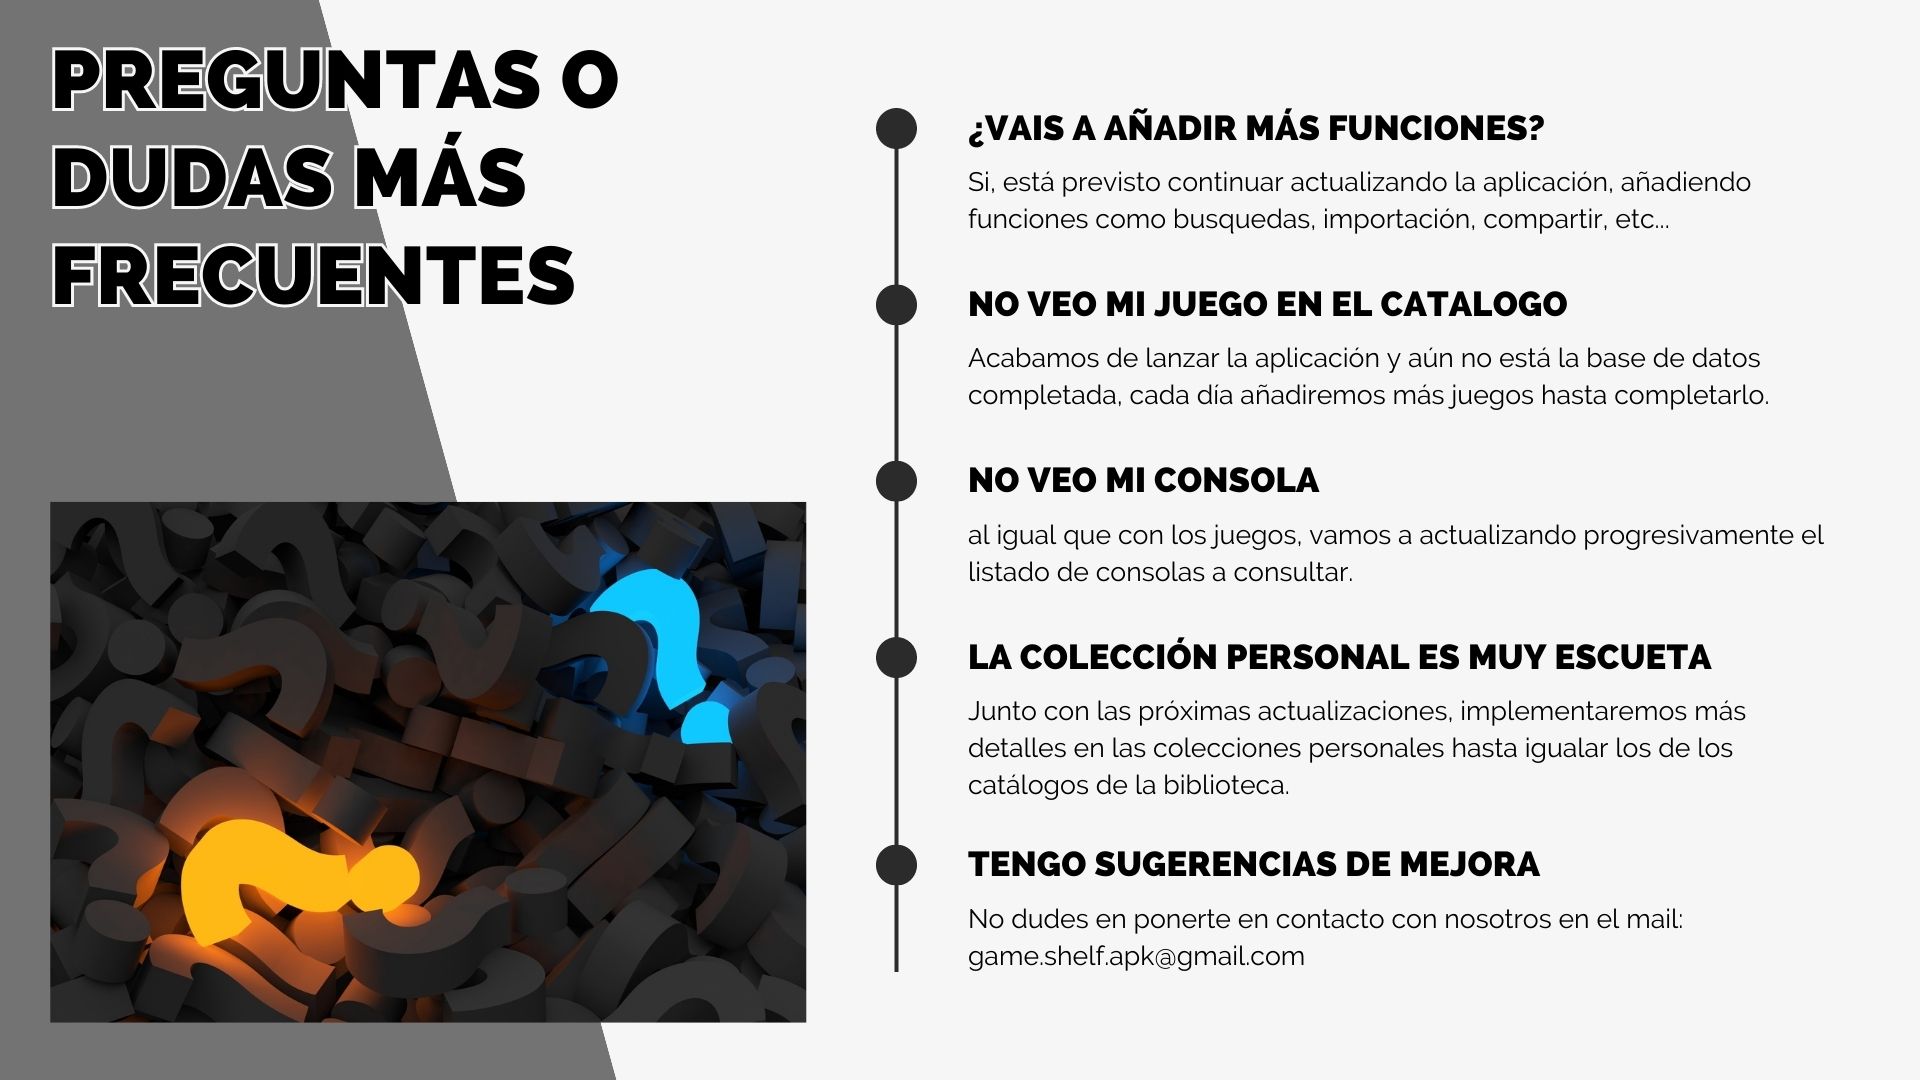 PREGUNTAS O
DUDAS MÁS
FRECUENTES
¿VAIS A AÑADIR MÁS FUNCIONES?
Si, está previsto continuar actualizando la aplicación, añadiendo
funciones como busquedas, importación, compartir, etc...
NO VEO MI JUEGO EN EL CATALOGO
Acabamos de lanzar la aplicación y aún no está la base de datos
completada, cada día añadiremos más juegos hasta completarlo.
NO VEO MI CONSOLA
al igual que con los juegos, vamos a actualizando progresivamente el
listado de consolas a consultar.
LA COLECCIÓN PERSONAL ES MUY ESCUETA
Junto con las próximas actualizaciones, implementaremos más
detalles en las colecciones personales hasta igualar los de los
catálogos de la biblioteca.
TENGO SUGERENCIAS DE MEJORA
No dudes en ponerte en contacto con nosotros en el mail:
game.shelf.apk@gmail.com